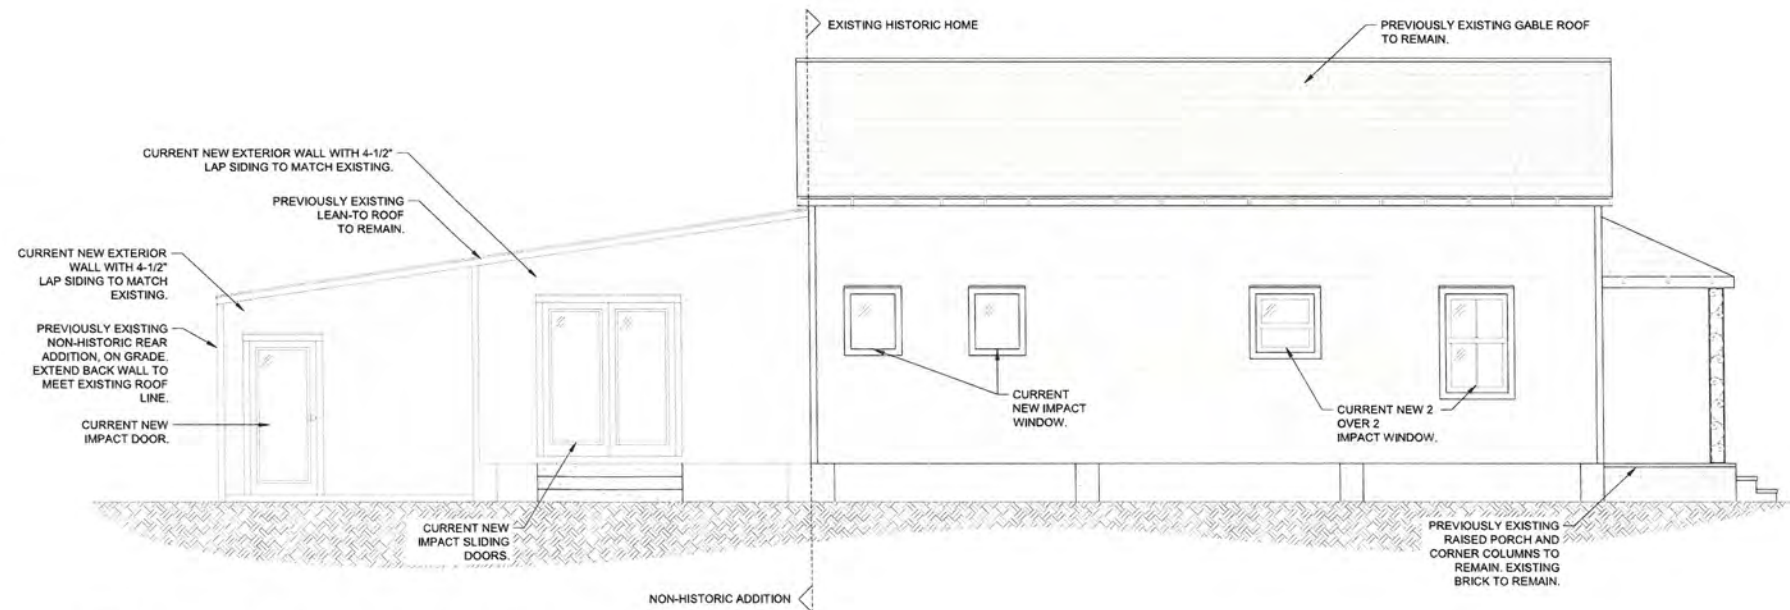 EXISTING HISTORIC HOME
PREVIOUSLY EXISTING GABLE ROOF
TO REMAIN.
CURRENT NEW EXTERIOR WALL WITH 4-1/2"
LAP SIDING TO MATCH EXISTING.
PREVIOUSLY EXISTING
LEAN-TO ROOF
TO REMAIN.
CURRENT NEW EXTERIOR
WALL WITH 4-1/2"
LAP SIDING TO MATCH
EXISTING.
PREVIOUSLY EXISTING
NON-HISTORIC REAR
ADDITION, ON GRADE.
EXTEND BACK WALL TO
MEET EXISTING ROOF
LINE.
CURRENT NEW
IMPACT DOOR.
CURRENT NEW
IMPACT SLIDING
DOORS.
CURRENT
NEW IMPACT
WINDOW.
CURRENT NEW 2
OVER 2
IMPACT WINDOW.
PREVIOUSLY EXISTING
RAISED PORCH AND
CORNER COLUMNS TO
REMAIN. EXISTING
BRICK TO REMAIN.
NON-HISTORIC ADDITION